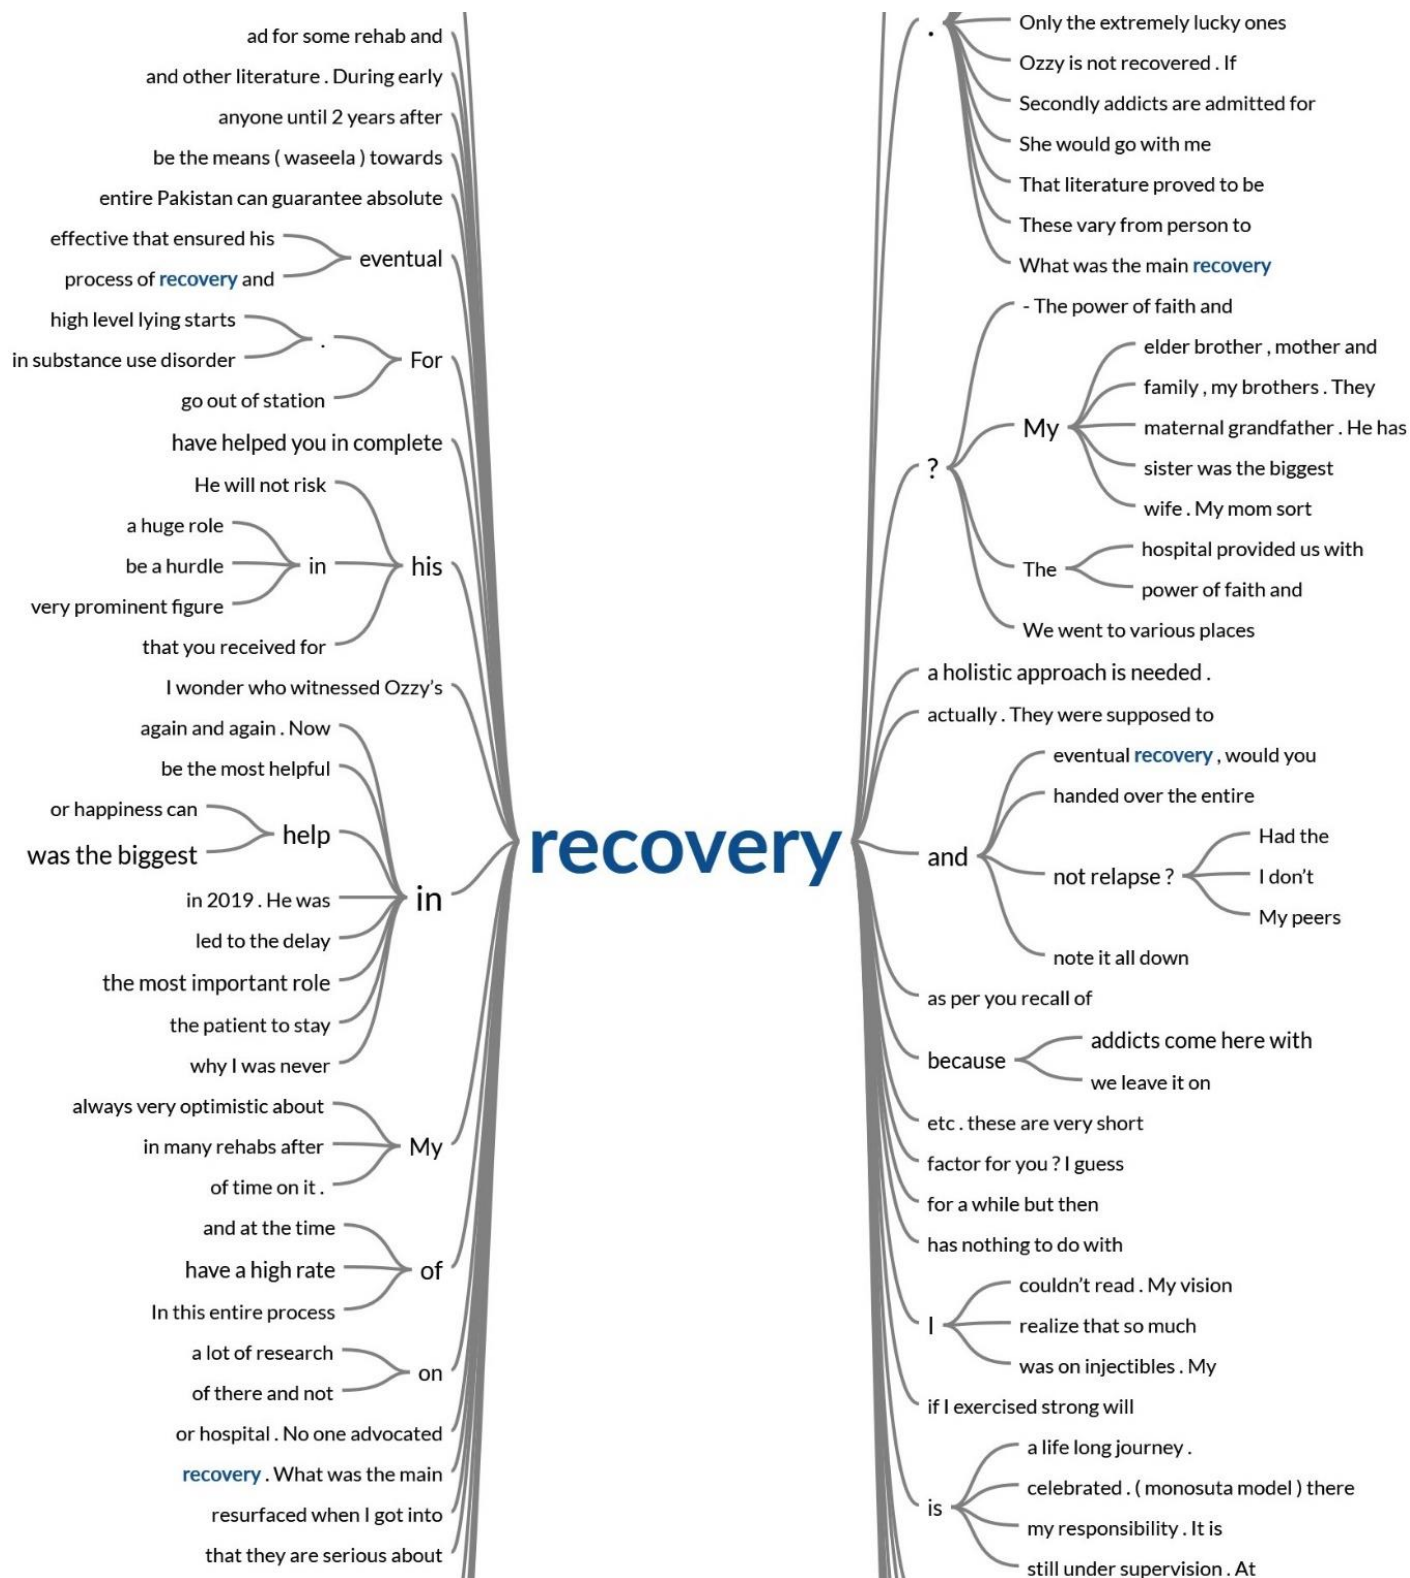 ad for some rehab and
and other literature . During early
anyone until 2 years after
be the means ( waseela ) towards
entire Pakistan can guarantee absolute
effective that ensured his
process of recovery and
eventual
high level lying starts
in substance use disorder
.
go out of station
For
have helped you in complete
He will not risk
a huge role
be a hurdle
very prominent figure
in
that you received for
his
I wonder who witnessed Ozzy’s
again and again . Now
be the most helpful
or happiness can
was the biggest
help
in 2019 . He was
led to the delay
the most important role
the patient to stay
why I was never
in
always very optimistic about
in many rehabs after
of time on it .
My
and at the time
have a high rate
In this entire process
of
a lot of research
of there and not
on
or hospital . No one advocated
recovery . What was the main
resurfaced when I got into
that they are serious about
recovery
.
Only the extremely lucky ones
Ozzy is not recovered . If
Secondly addicts are admitted for
She would go with me
That literature proved to be
These vary from person to
What was the main recovery
?
- The power of faith and
My
elder brother , mother and
family , my brothers . They
maternal grandfather . He has
sister was the biggest
wife . My mom sort
The
hospital provided us with
power of faith and
We went to various places
a holistic approach is needed .
actually . They were supposed to
and
eventual recovery , would you
handed over the entire
not relapse ?
Had the
I don’t
My peers
note it all down
as per you recall of
because
addicts come here with
we leave it on
etc . these are very short
factor for you ? I guess
for a while but then
has nothing to do with
I
couldn’t read . My vision
realize that so much
was on injectibles . My
if I exercised strong will
is
a life long journey .
celebrated . ( monosuta model ) there
my responsibility . It is
still under supervision . At